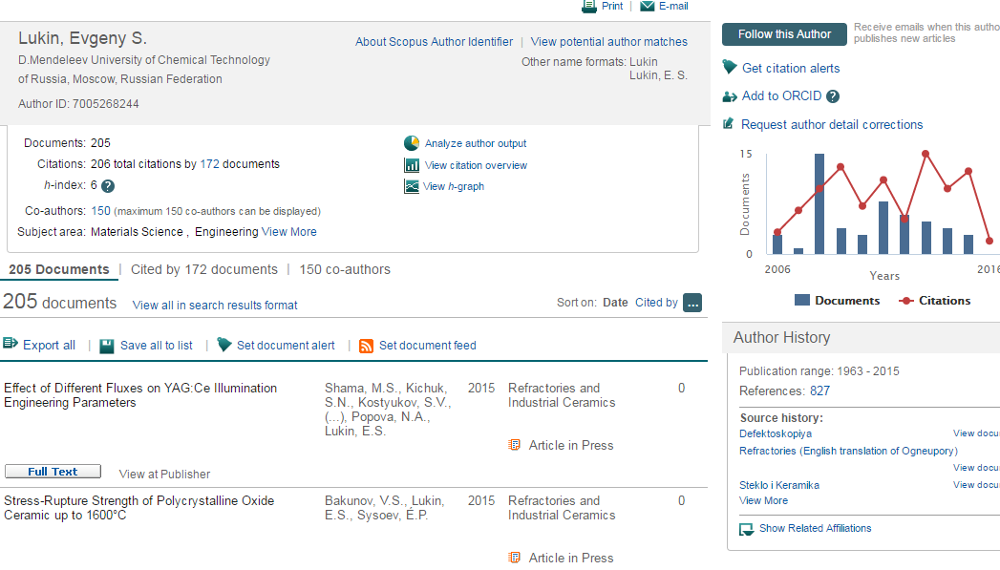 Print | E-mail
Lukin, Evgeny S.
D.Mendeleev University of Chemical Technology
of Russia, Moscow, Russian Federation
Author ID: 7005268244
About Scopus Author Identifier | View potential author matches
Other name formats: Lukin
Lukin, E. S.
Documents: 205
Citations: 206 total citations by 172 documents
h-index: 6 ?
Co-authors: 150 (maximum 150 co-authors can be displayed)
Subject area: Materials Science , Engineering View More
Analyze author output
View citation overview
View h-graph
205 Documents | Cited by 172 documents | 150 co-authors
205 documents View all in search results format
Sort on: Date Cited by ...
Export all | Save all to list | Set document alert | Set document feed
Effect of Different Fluxes on YAG:Ce Illumination
Engineering Parameters
Shama, M.S., Kichuk,
S.N., Kostyukov, S.V.,
(...), Popova, N.A.,
Lukin, E.S.
2015
Refractories and
Industrial Ceramics
0
Article in Press
Full Text View at Publisher
Stress-Rupture Strength of Polycrystalline Oxide
Ceramic up to 1600°C
Bakunov, V.S., Lukin,
E.S., Sysoev, É.P.
2015
Refractories and
Industrial Ceramics
0
Article in Press
Follow this Author
Receive emails when this autho
publishes new articles
Get citation alerts
Add to ORCID ?
Request author detail corrections
15
Documents
0
2006
2016
Years
Documents Citations
Author History
Publication range: 1963 - 2015
References: 827
Source history:
Defektoskopiya View docu
Refractories (English translation of Ogneupory)
View docu
Steklo i Keramika View docu
View More
Show Related Affiliations